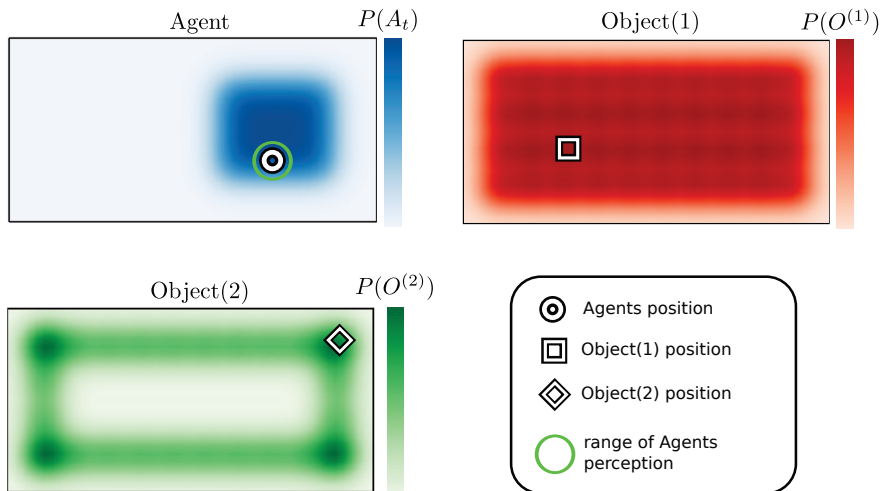 Agent
P(A_t)
Object(1)
P(O^{(1)})
Object(2)
P(O^{(2)})
Agents position
Object(1) position
Object(2) position
range of Agents
perception